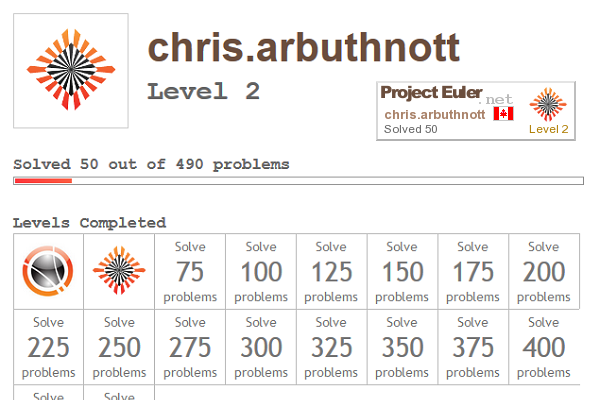 chris.arbuthnott
Level 2
Project Euler
.net
chris.arbuthnott
Solved 50
Level 2
Solved 50 out of 490 problems
Levels Completed
Solve Solve Solve Solve Solve Solve
75 100 125 150 175 200
problems problems problems problems problems problems
Solve Solve Solve Solve Solve Solve Solve Solve
225 250 275 300 325 350 375 400
problems problems problems problems problems problems problems problems
Solve Solve